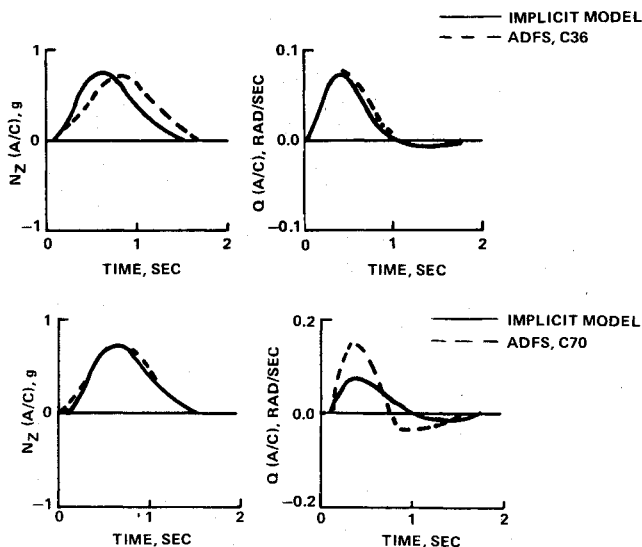 IMPLICIT MODEL
ADFS, C36
1
0
−1
N_Z (A/C), g
0
1
2
TIME, SEC
0.1
0.0
−0.1
Q (A/C), RAD/SEC
0
1
2
TIME, SEC
IMPLICIT MODEL
ADFS, C70
1
0
−1
N_Z (A/C), g
0
1
2
TIME, SEC
0.2
0.0
−0.2
Q (A/C), RAD/SEC
0
1
2
TIME, SEC